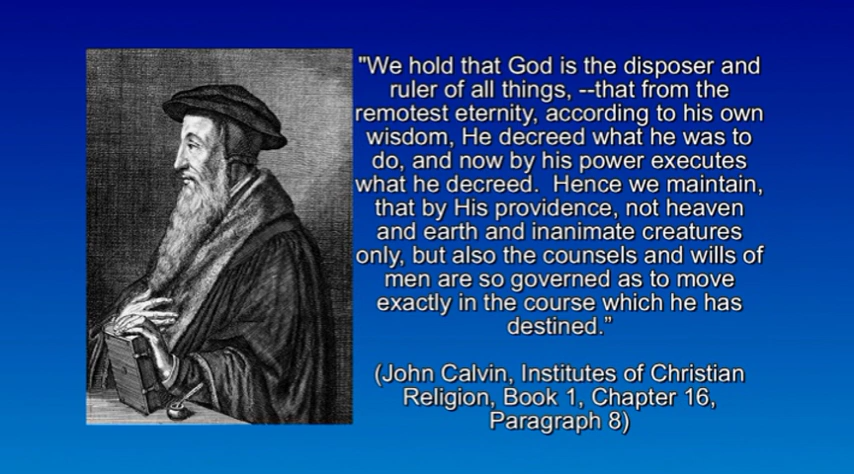 "We hold that God is the disposer and
ruler of all things, --that from the
remotest eternity, according to his own
wisdom, He decreed what he was to
do, and now by his power executes
what he decreed.  Hence we maintain,
that by His providence, not heaven
and earth and inanimate creatures
only, but also the counsels and wills of
men are so governed as to move
exactly in the course which he has
destined.”
(John Calvin, Institutes of Christian
Religion, Book 1, Chapter 16,
Paragraph 8)